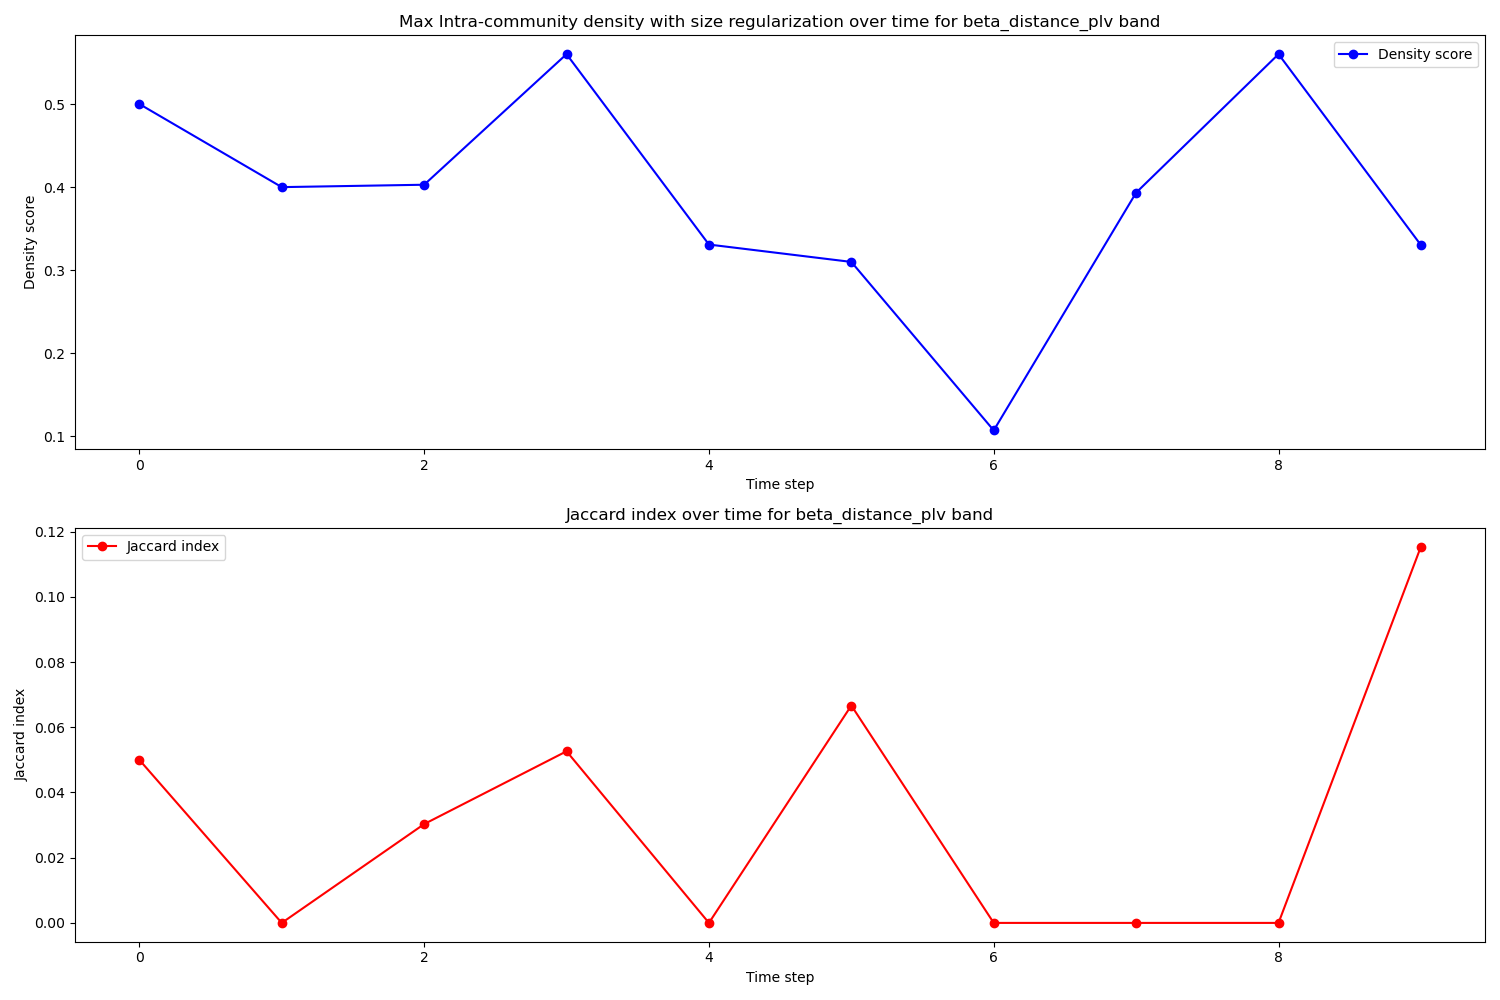 Max Intra-community density with size regularization over time for beta_distance_plv band
Density score
Density score
0.5
0.4
0.3
0.2
0.1
0 2 4 6 8
Time step
Jaccard index over time for beta_distance_plv band
Jaccard index
Jaccard index
0.12
0.10
0.08
0.06
0.04
0.02
0.00
0 2 4 6 8
Time step